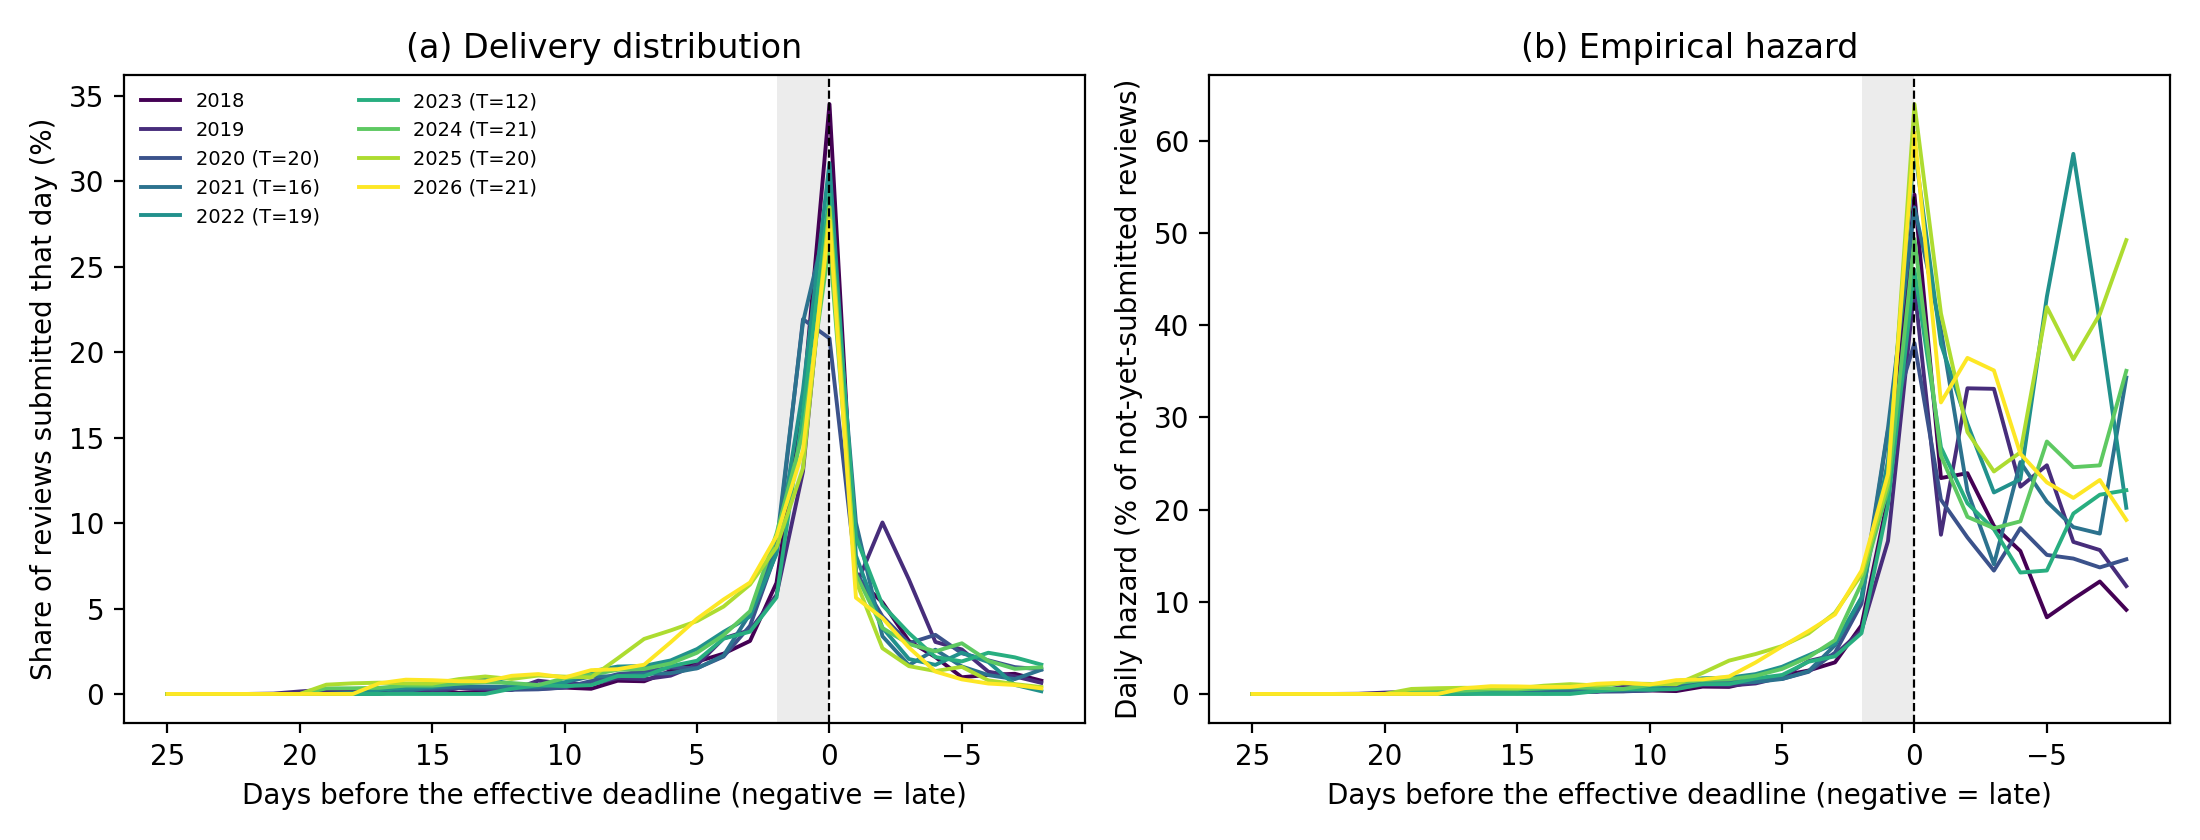 (a) Delivery distribution
Share of reviews submitted that day (%)
35
30
25
20
15
10
5
0
2018
2019
2020 (T=20)
2021 (T=16)
2022 (T=19)
2023 (T=12)
2024 (T=21)
2025 (T=20)
2026 (T=21)
25 20 15 10 5 0 −5
Days before the effective deadline (negative = late)
(b) Empirical hazard
Daily hazard (% of not-yet-submitted reviews)
60
50
40
30
20
10
0
25 20 15 10 5 0 −5
Days before the effective deadline (negative = late)